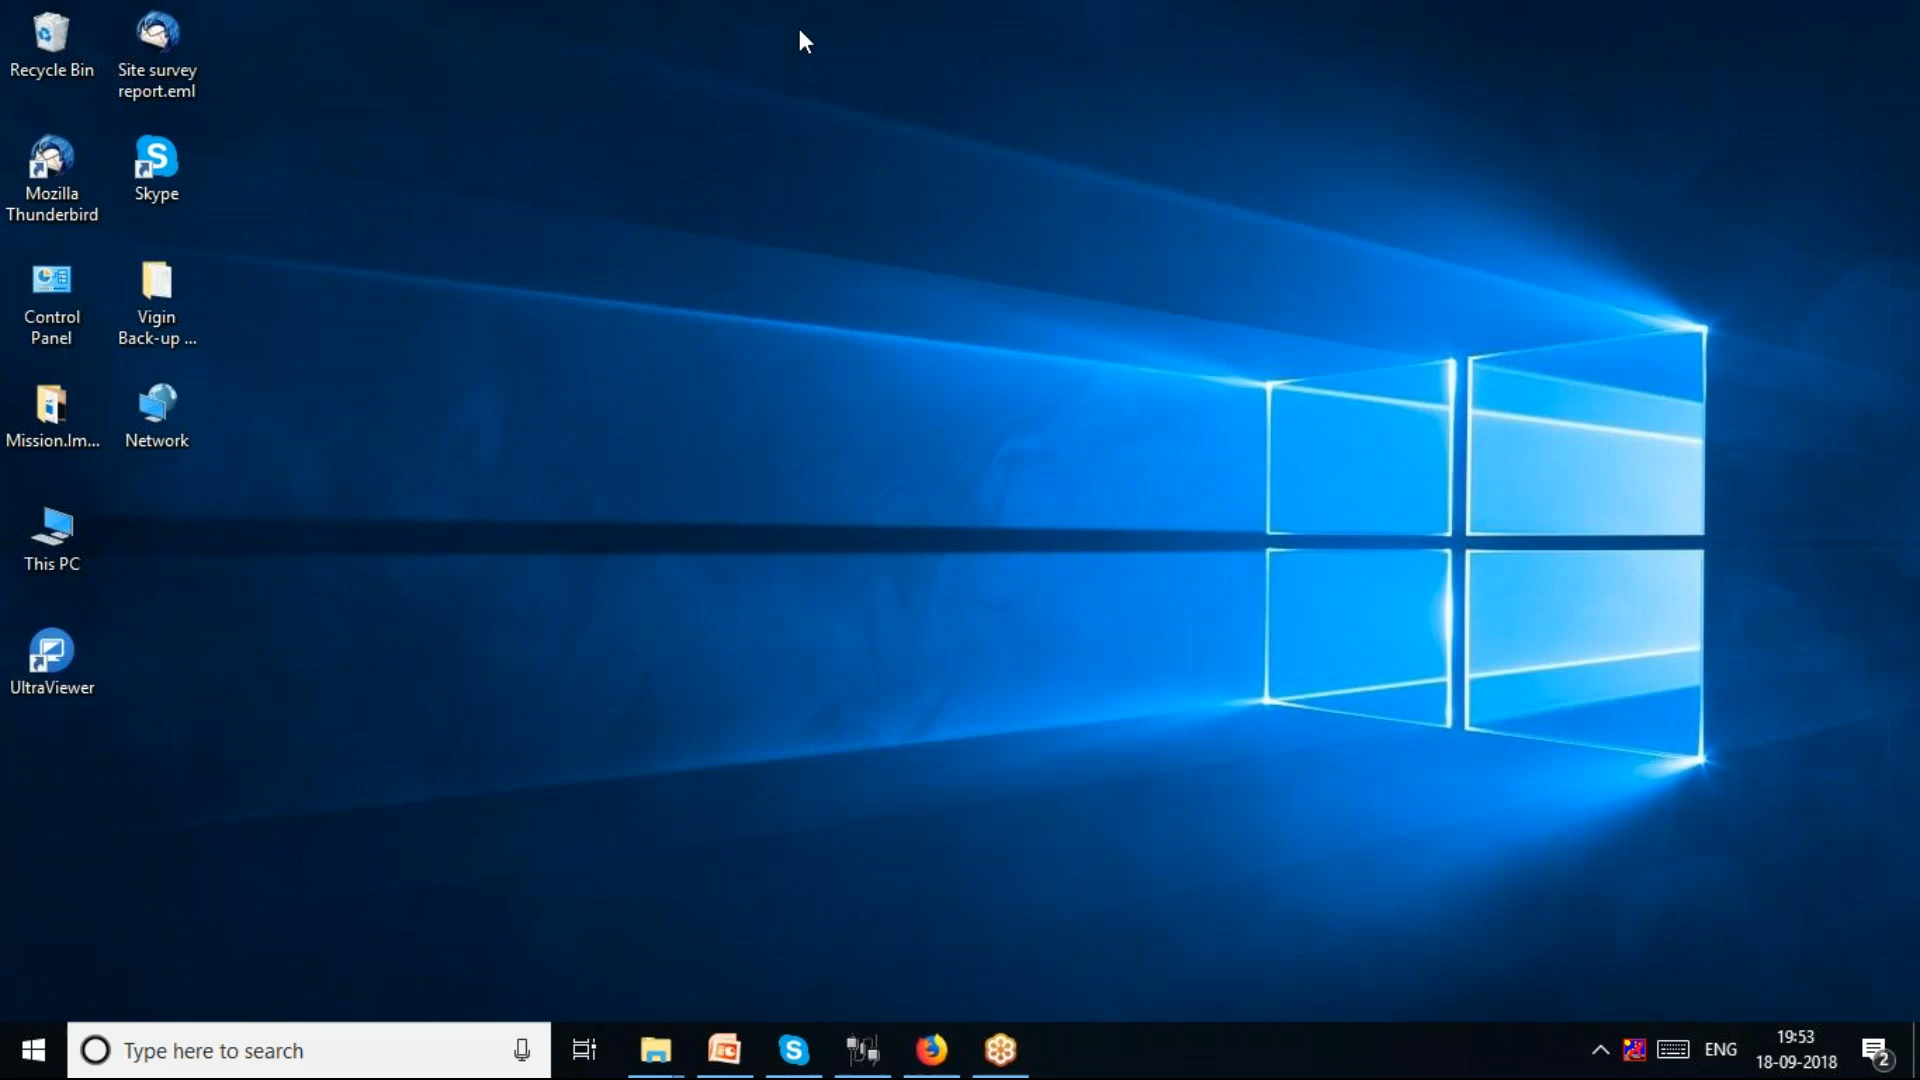 Recycle Bin
Site survey
report.eml
Mozilla
Thunderbird
Skype
Control
Panel
Vigin
Back-up ...
Mission.Im...
Network
This PC
UltraViewer
Type here to search
ENG
19:53
18-09-2018
2